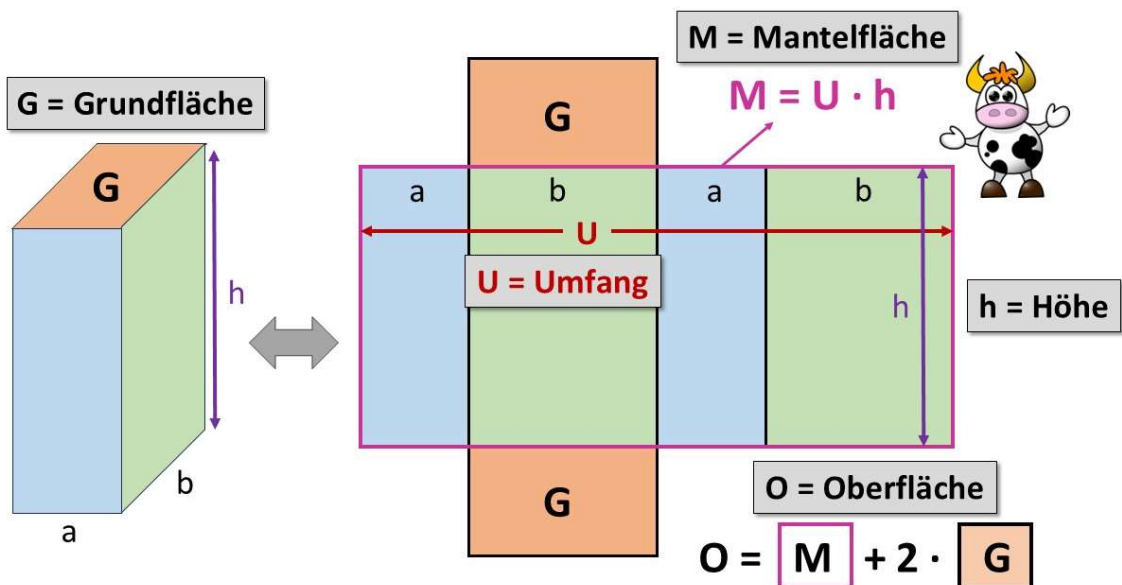 G = Grundfläche
G
h
b
a
M = Mantelfläche
M = U · h
G
a b a b
U
U = Umfang
h
h = Höhe
G
O = Oberfläche
O = M + 2 · G